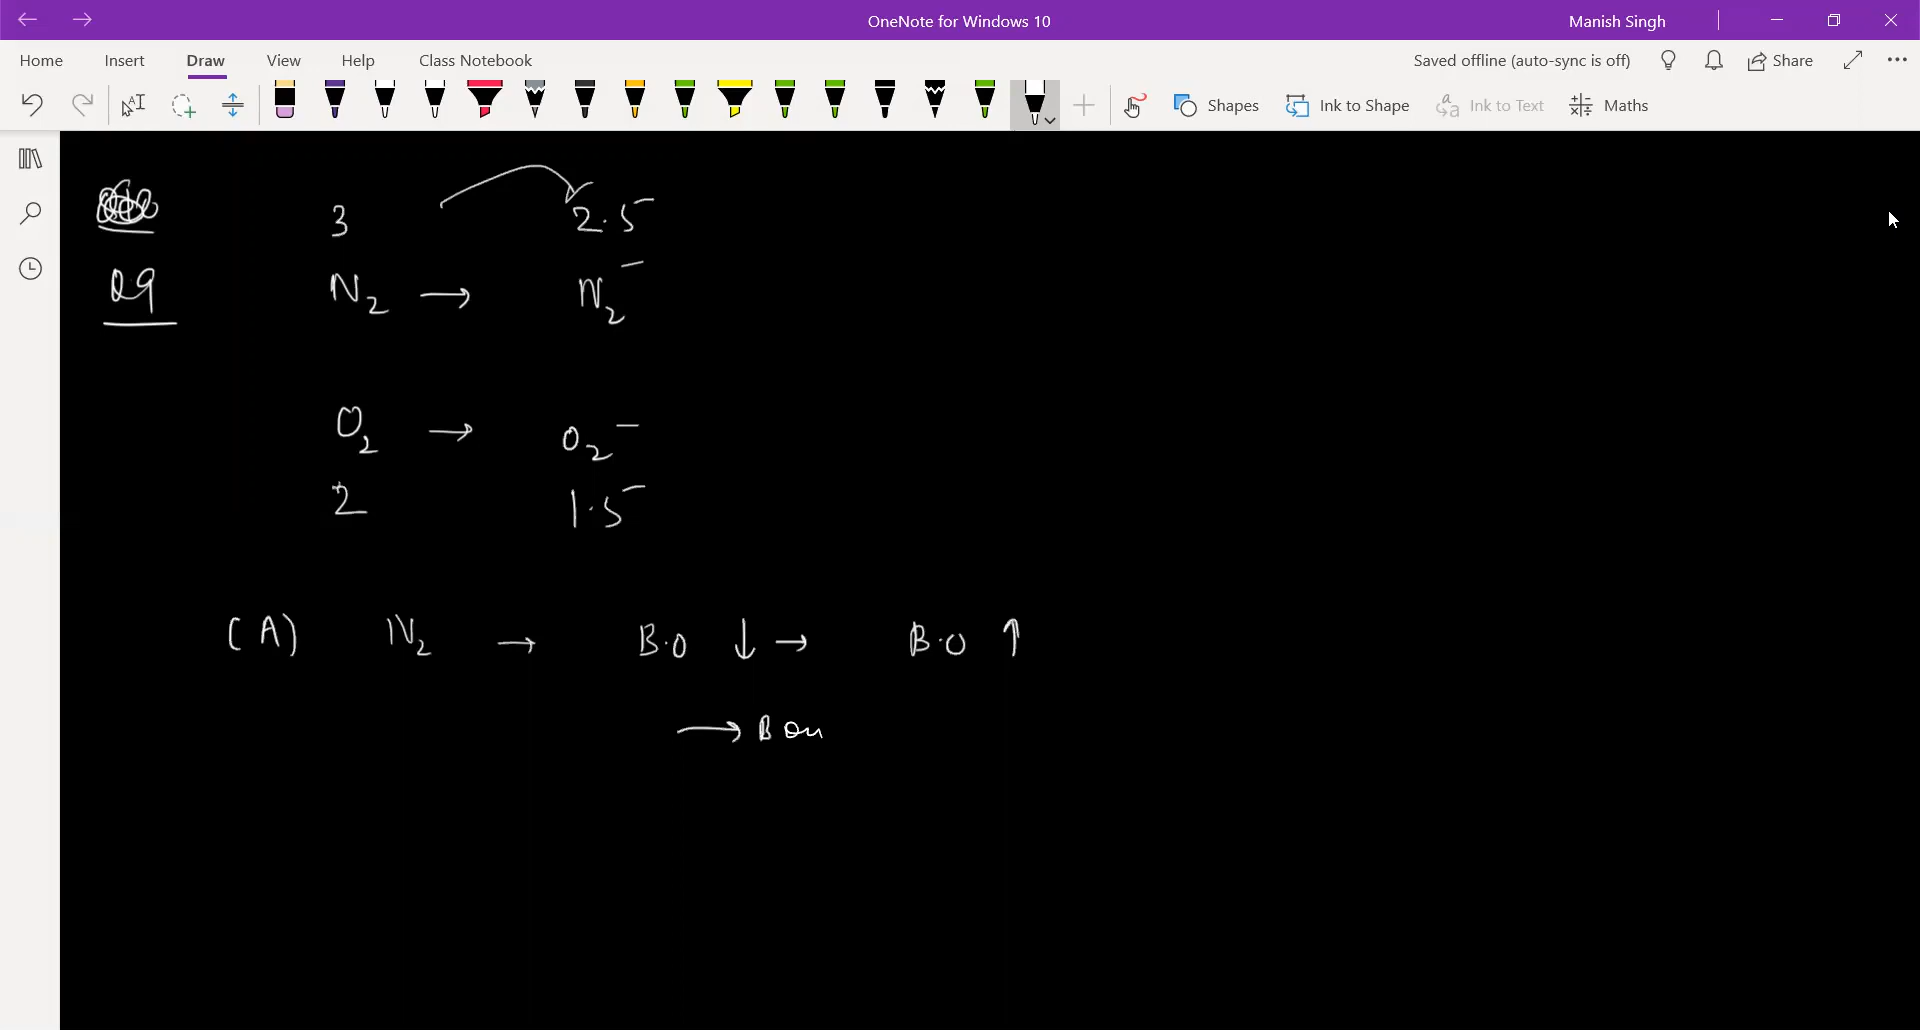 OneNote for Windows 10
Manish Singh
Home Insert Draw View Help Class Notebook
Saved offline (auto-sync is off) Share
Shapes Ink to Shape Ink to Text Maths
3 2.5
Q9 N₂ → N₂⁻
O₂ → O₂⁻
2 1.5
(A) N₂ → B.O ↓ → B.O ↑
→ Bon